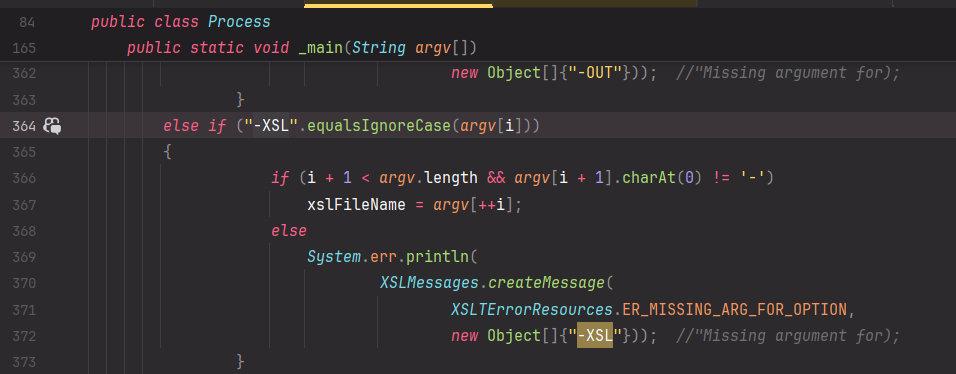 84 public class Process
165 public static void _main(String argv[])
362 new Object[]{"-OUT"})); //"Missing argument for);
363 }
364 else if ("-XSL".equalsIgnoreCase(argv[i]))
365 {
366 if (i + 1 < argv.length && argv[i + 1].charAt(0) != '-')
367 xslFileName = argv[++i];
368 else
369 System.err.println(
370 XSLMessages.createMessage(
371 XSLTErrorResources.ER_MISSING_ARG_FOR_OPTION,
372 new Object[]{"-XSL"})); //"Missing argument for);
373 }